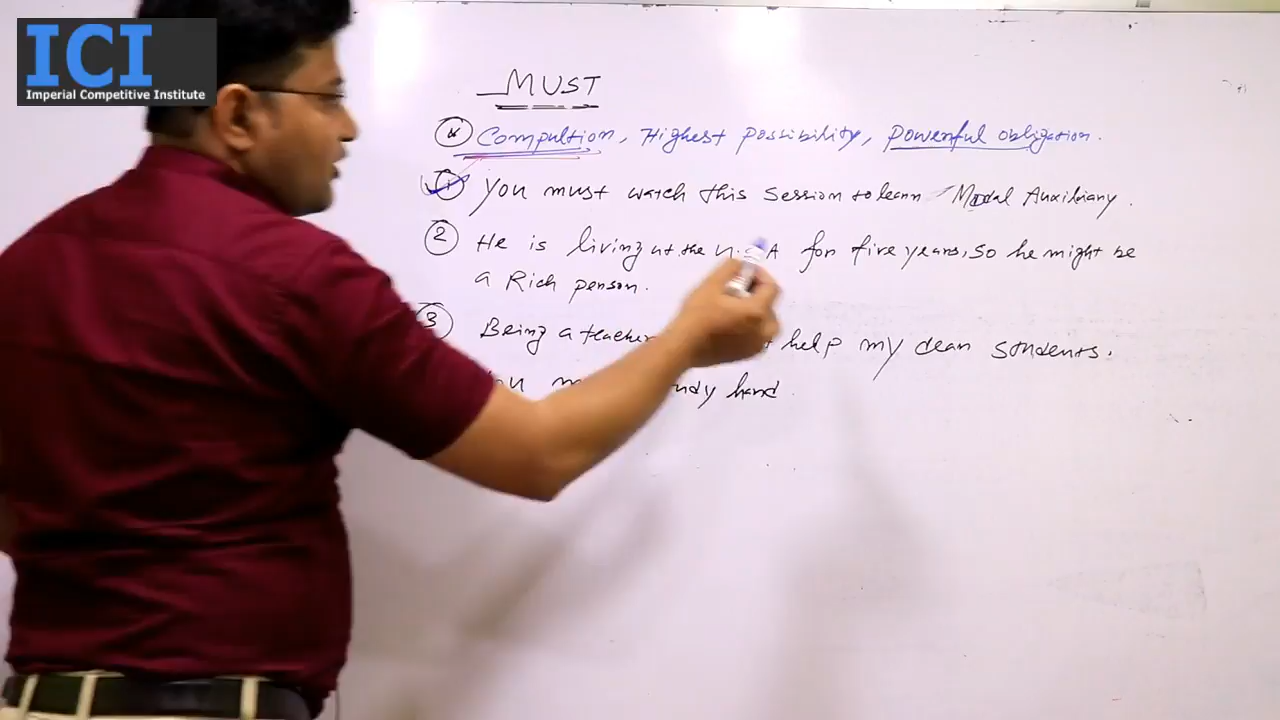 ICI
Imperial Competitive Institute
MUST
Compultion, Highest possibility, powerful obligation.
① You must watch this session to learn Modal Auxiliary.
② He is living at the U.S.A for five years, so he might be
a Rich person.
③ Being a teacher help my dear students.
hard.